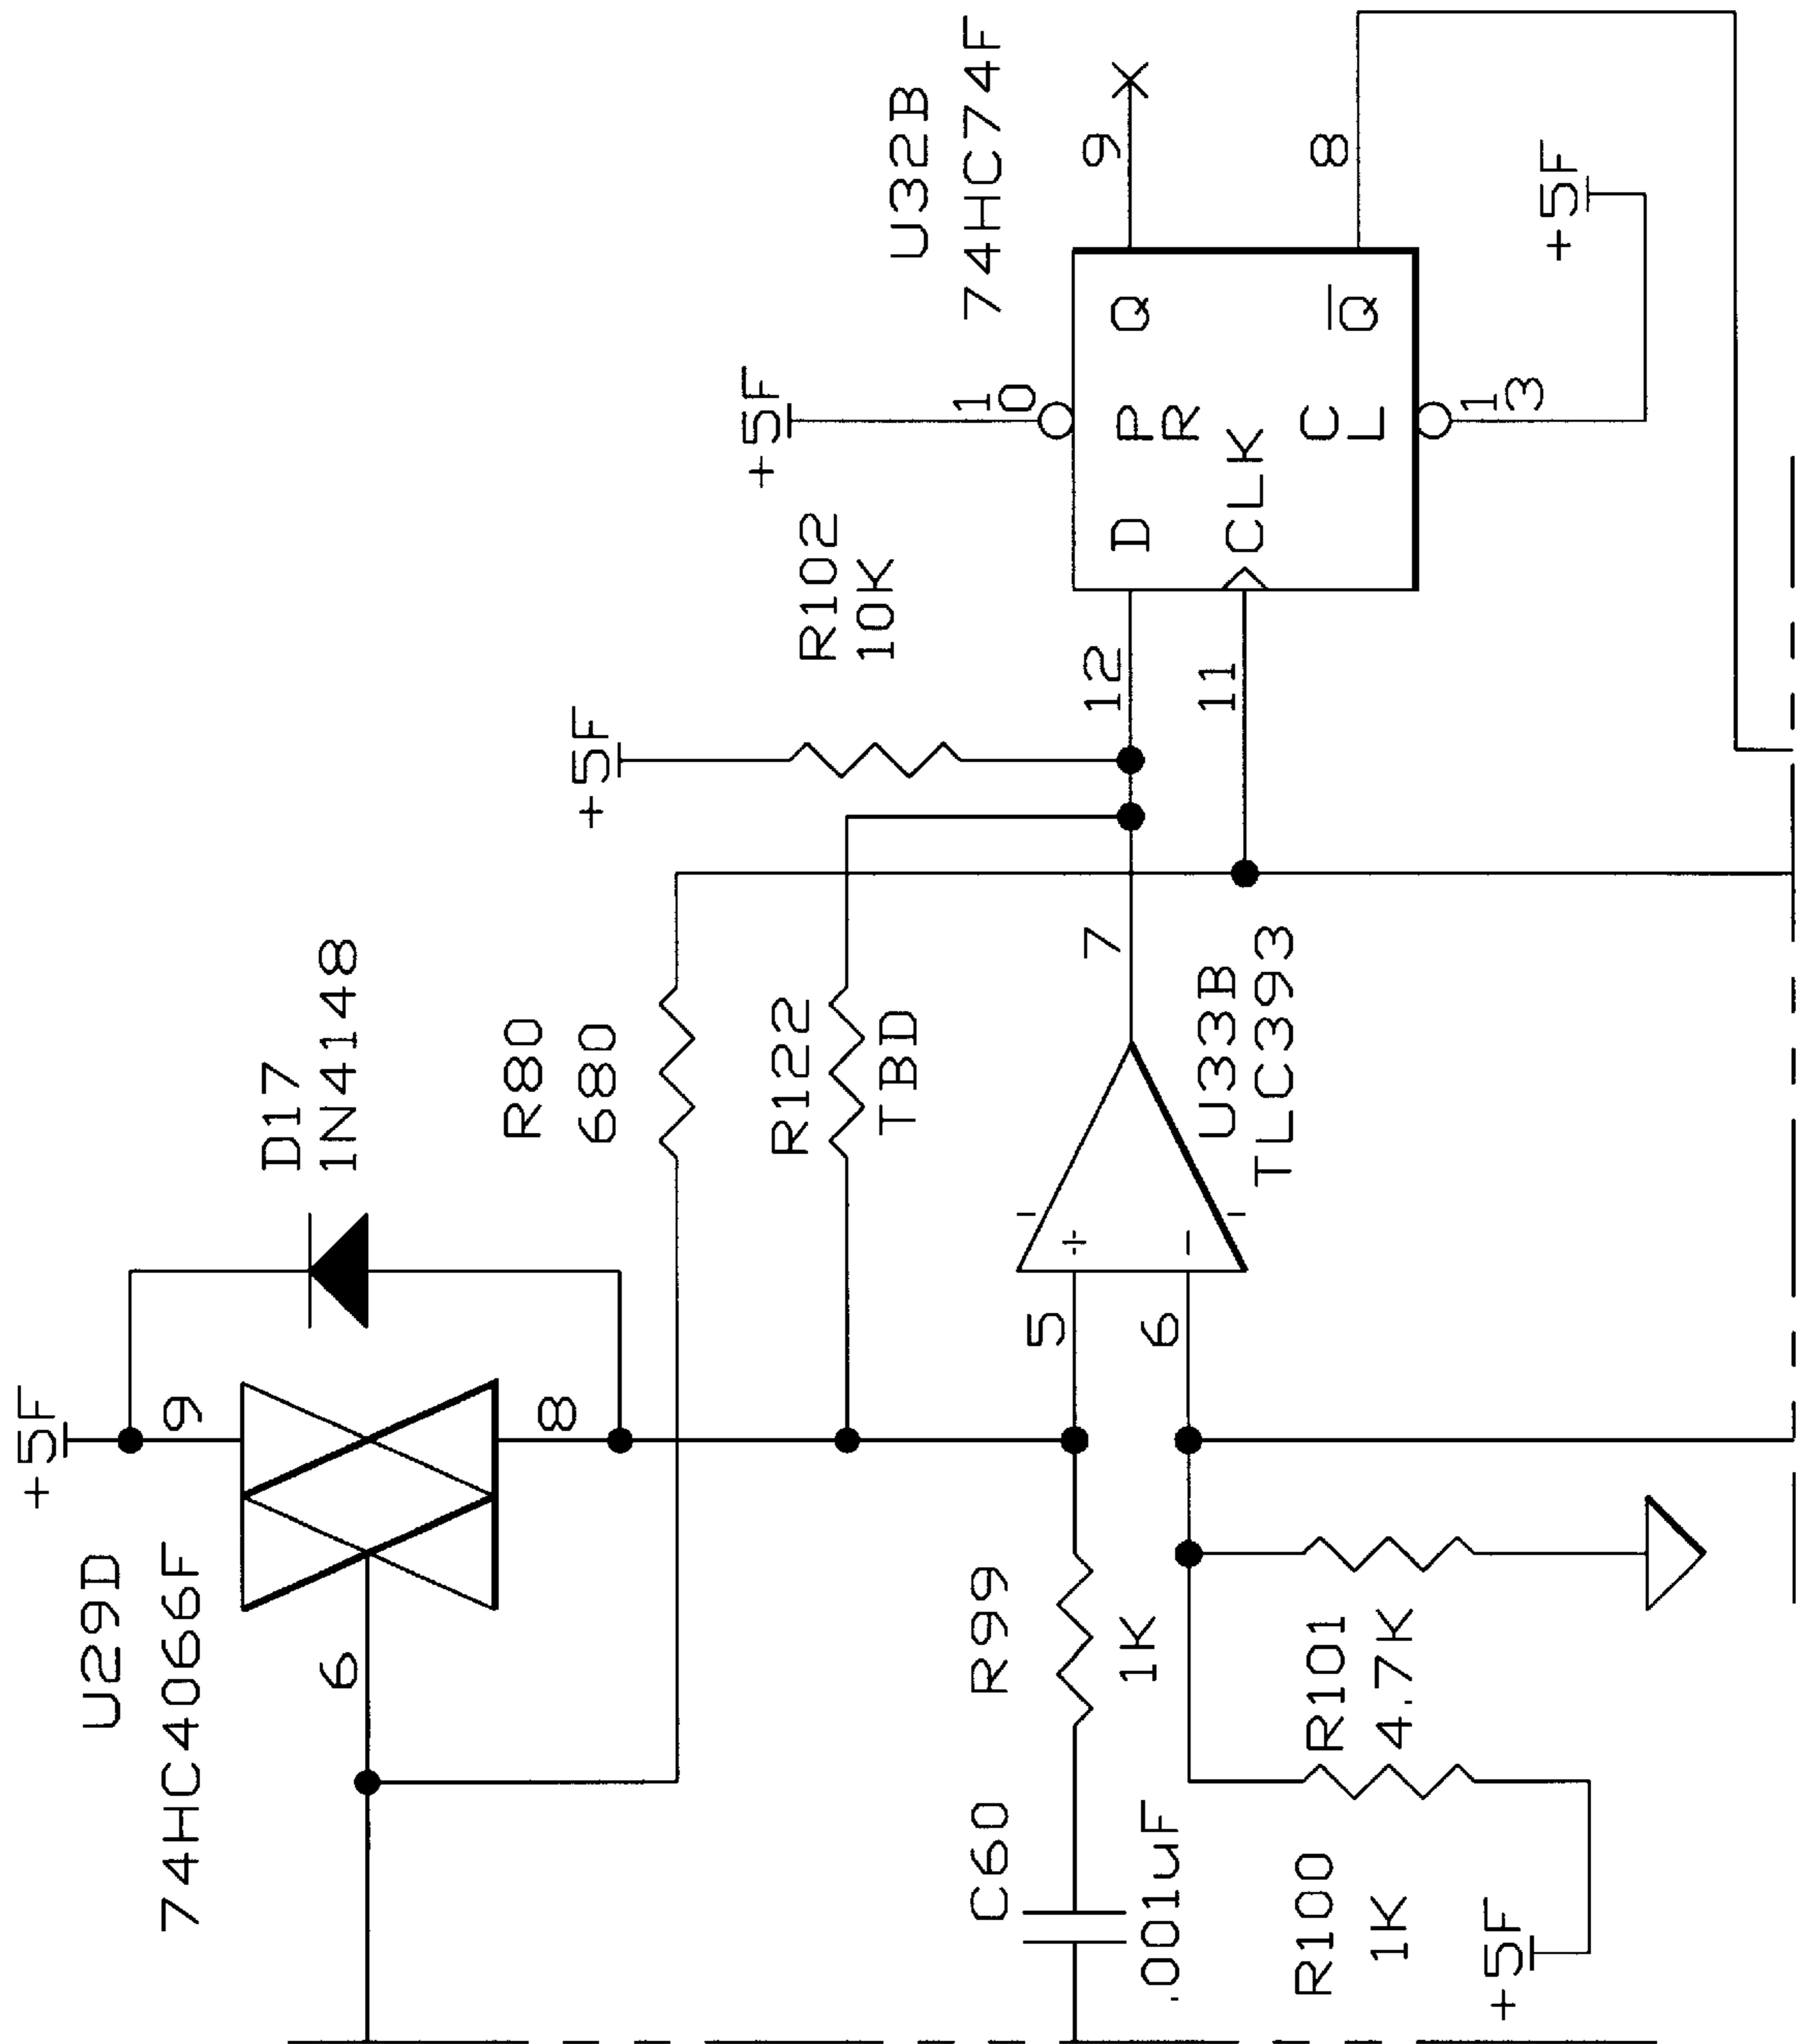 +5F
U29D
74HC4066F
9
8
6
D17
1N4148
R80
680
R122
TBD
+5F
R102
10K
+5F
U32B
74HC74F
10
D
PR
Q
CLK
CL
Q̅
12
11
9
8
13
+5F
7
U33B
TLC393
+
-
5
6
R99
1K
C60
.001uF
R101
4.7K
R100
1K
+5F